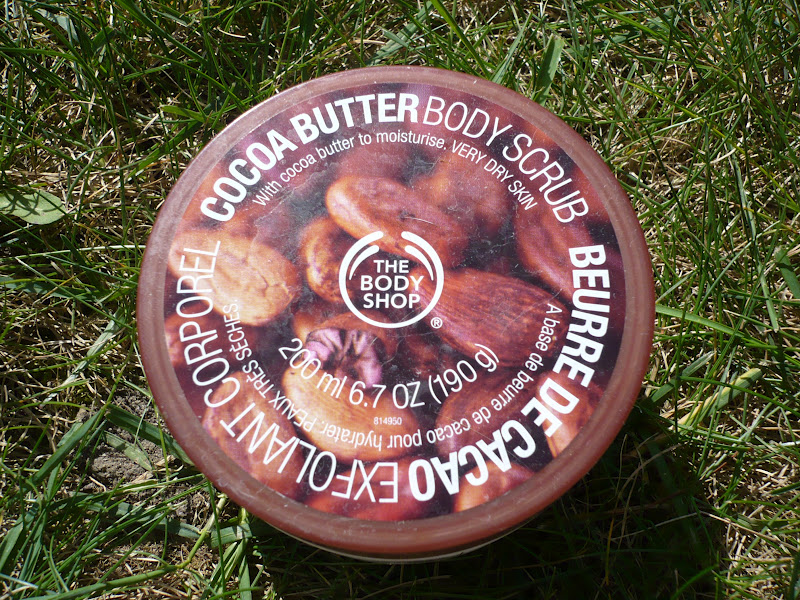 COCOA BUTTER BODY SCRUB
With cocoa butter to moisturise. VERY DRY SKIN
THE
BODY
SHOP
®
200 ml 6.7 OZ (190 g)
814950
BEURRE DE CACAO EXFOLIANT CORPOREL
A base de beurre de cacao pour hydrater. PEAUX TRÈS SÈCHES.